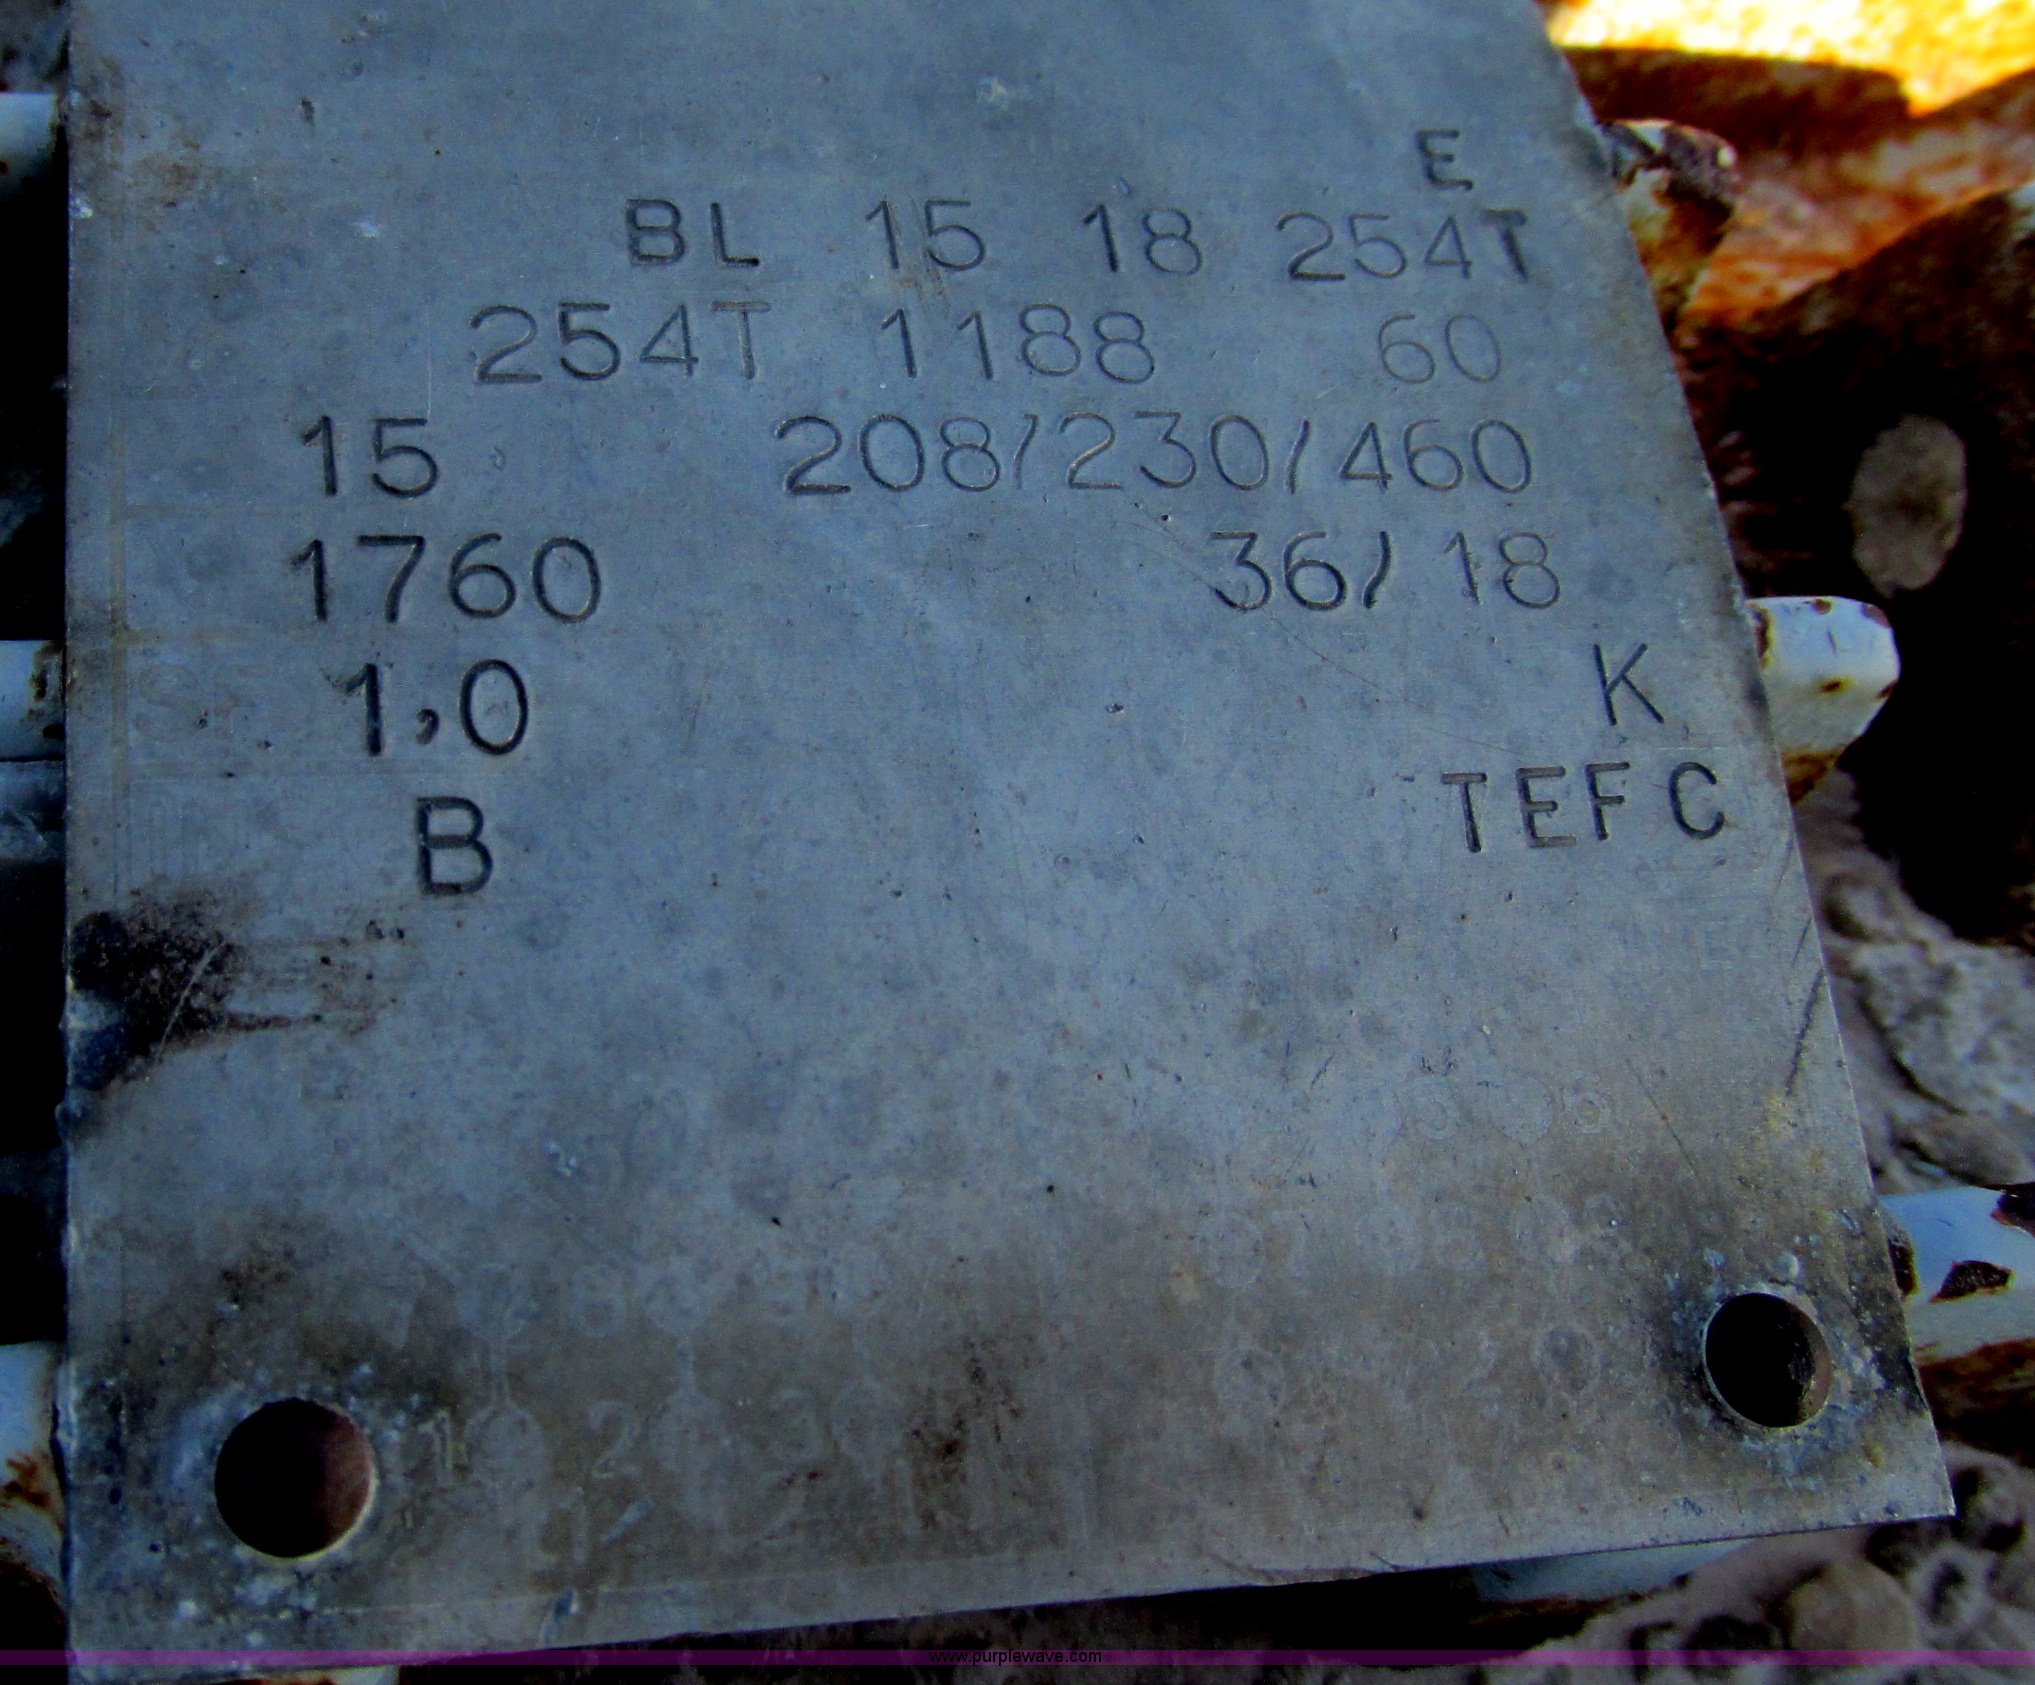 E
BL 15 18 254T
254T 1188 60
15 208/230/460
1760 36/18
1,0 K
B TEFC
www.purplewave.com